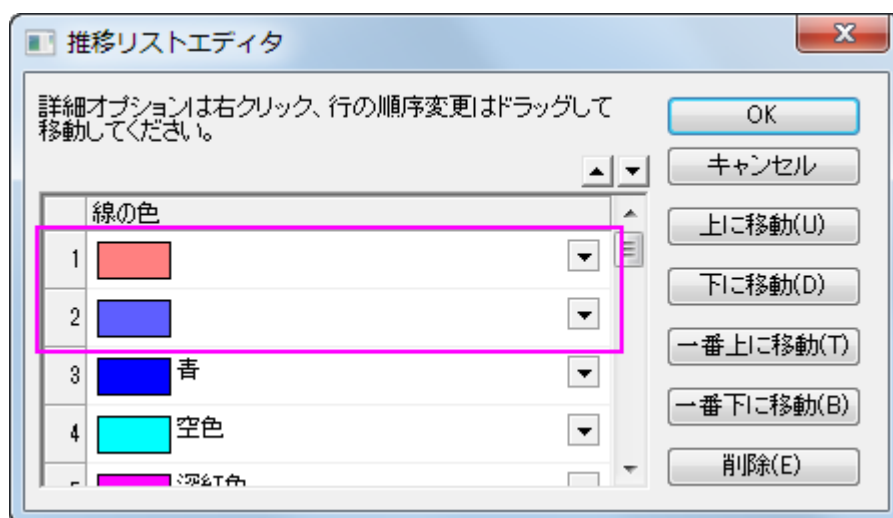 推移リストエディタ
詳細オプションは右クリック、行の順序変更はドラッグして
移動してください。
OK
キャンセル
上に移動(U)
下に移動(D)
一番上に移動(T)
一番下に移動(B)
削除(E)
線の色
1
2
3 青
4 空色
5 深紅色